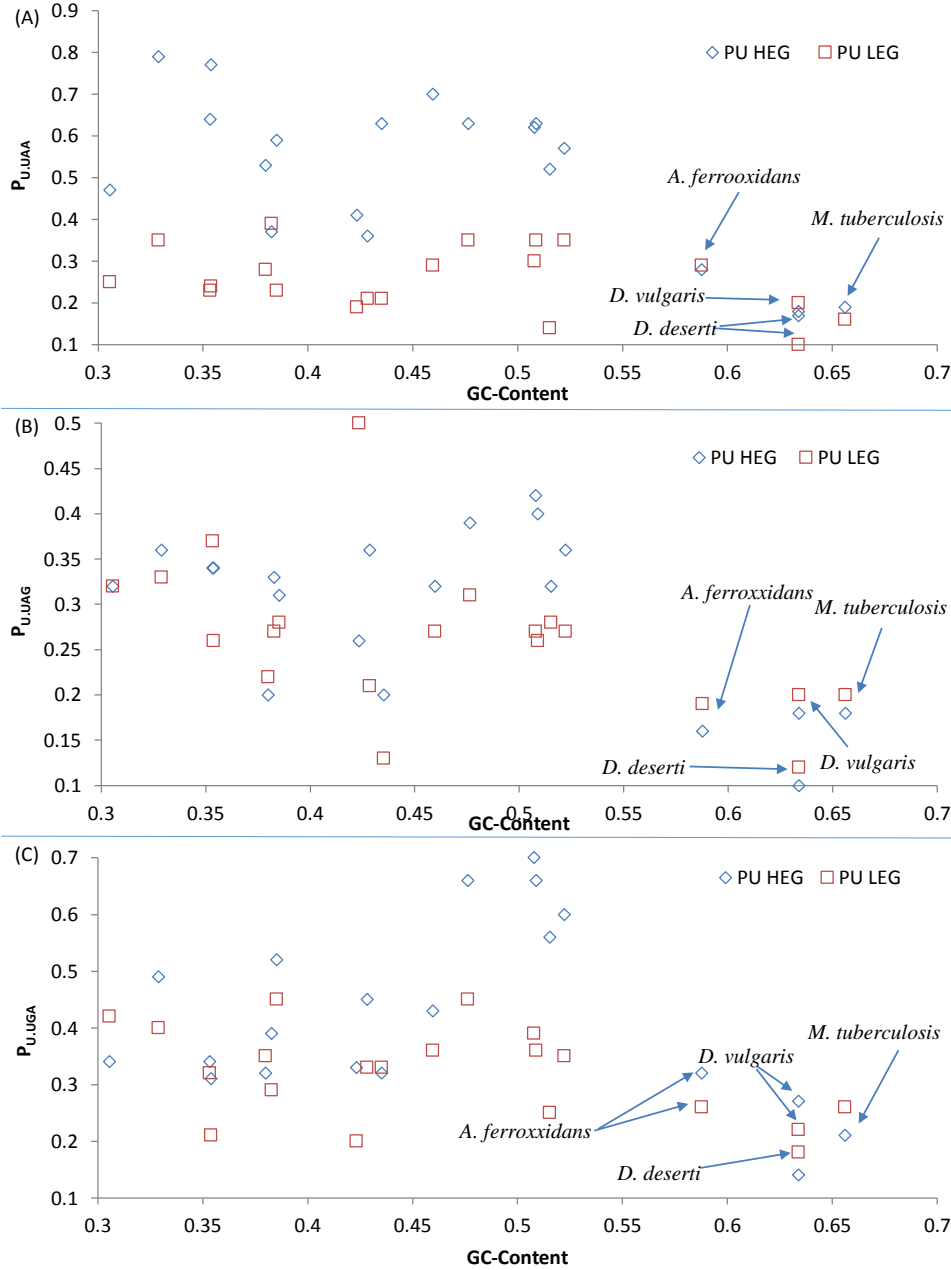 (A)
0.9
0.8
0.7
0.6
0.5
0.4
0.3
0.2
0.1
P U.UAA
PU HEG PU LEG
A. ferrooxidans
M. tuberculosis
D. vulgaris
D. deserti
0.3 0.35 0.4 0.45 0.5 0.55 0.6 0.65 0.7
GC-Content
(B)
0.5
0.45
0.4
0.35
0.3
0.25
0.2
0.15
0.1
P U.UAG
PU HEG PU LEG
A. ferroxxidans
M. tuberculosis
D. deserti
D. vulgaris
0.3 0.35 0.4 0.45 0.5 0.55 0.6 0.65 0.7
GC-Content
(C)
0.7
0.6
0.5
0.4
0.3
0.2
0.1
P U.UGA
PU HEG PU LEG
D. vulgaris
M. tuberculosis
A. ferroxxidans
D. deserti
0.3 0.35 0.4 0.45 0.5 0.55 0.6 0.65 0.7
GC-Content